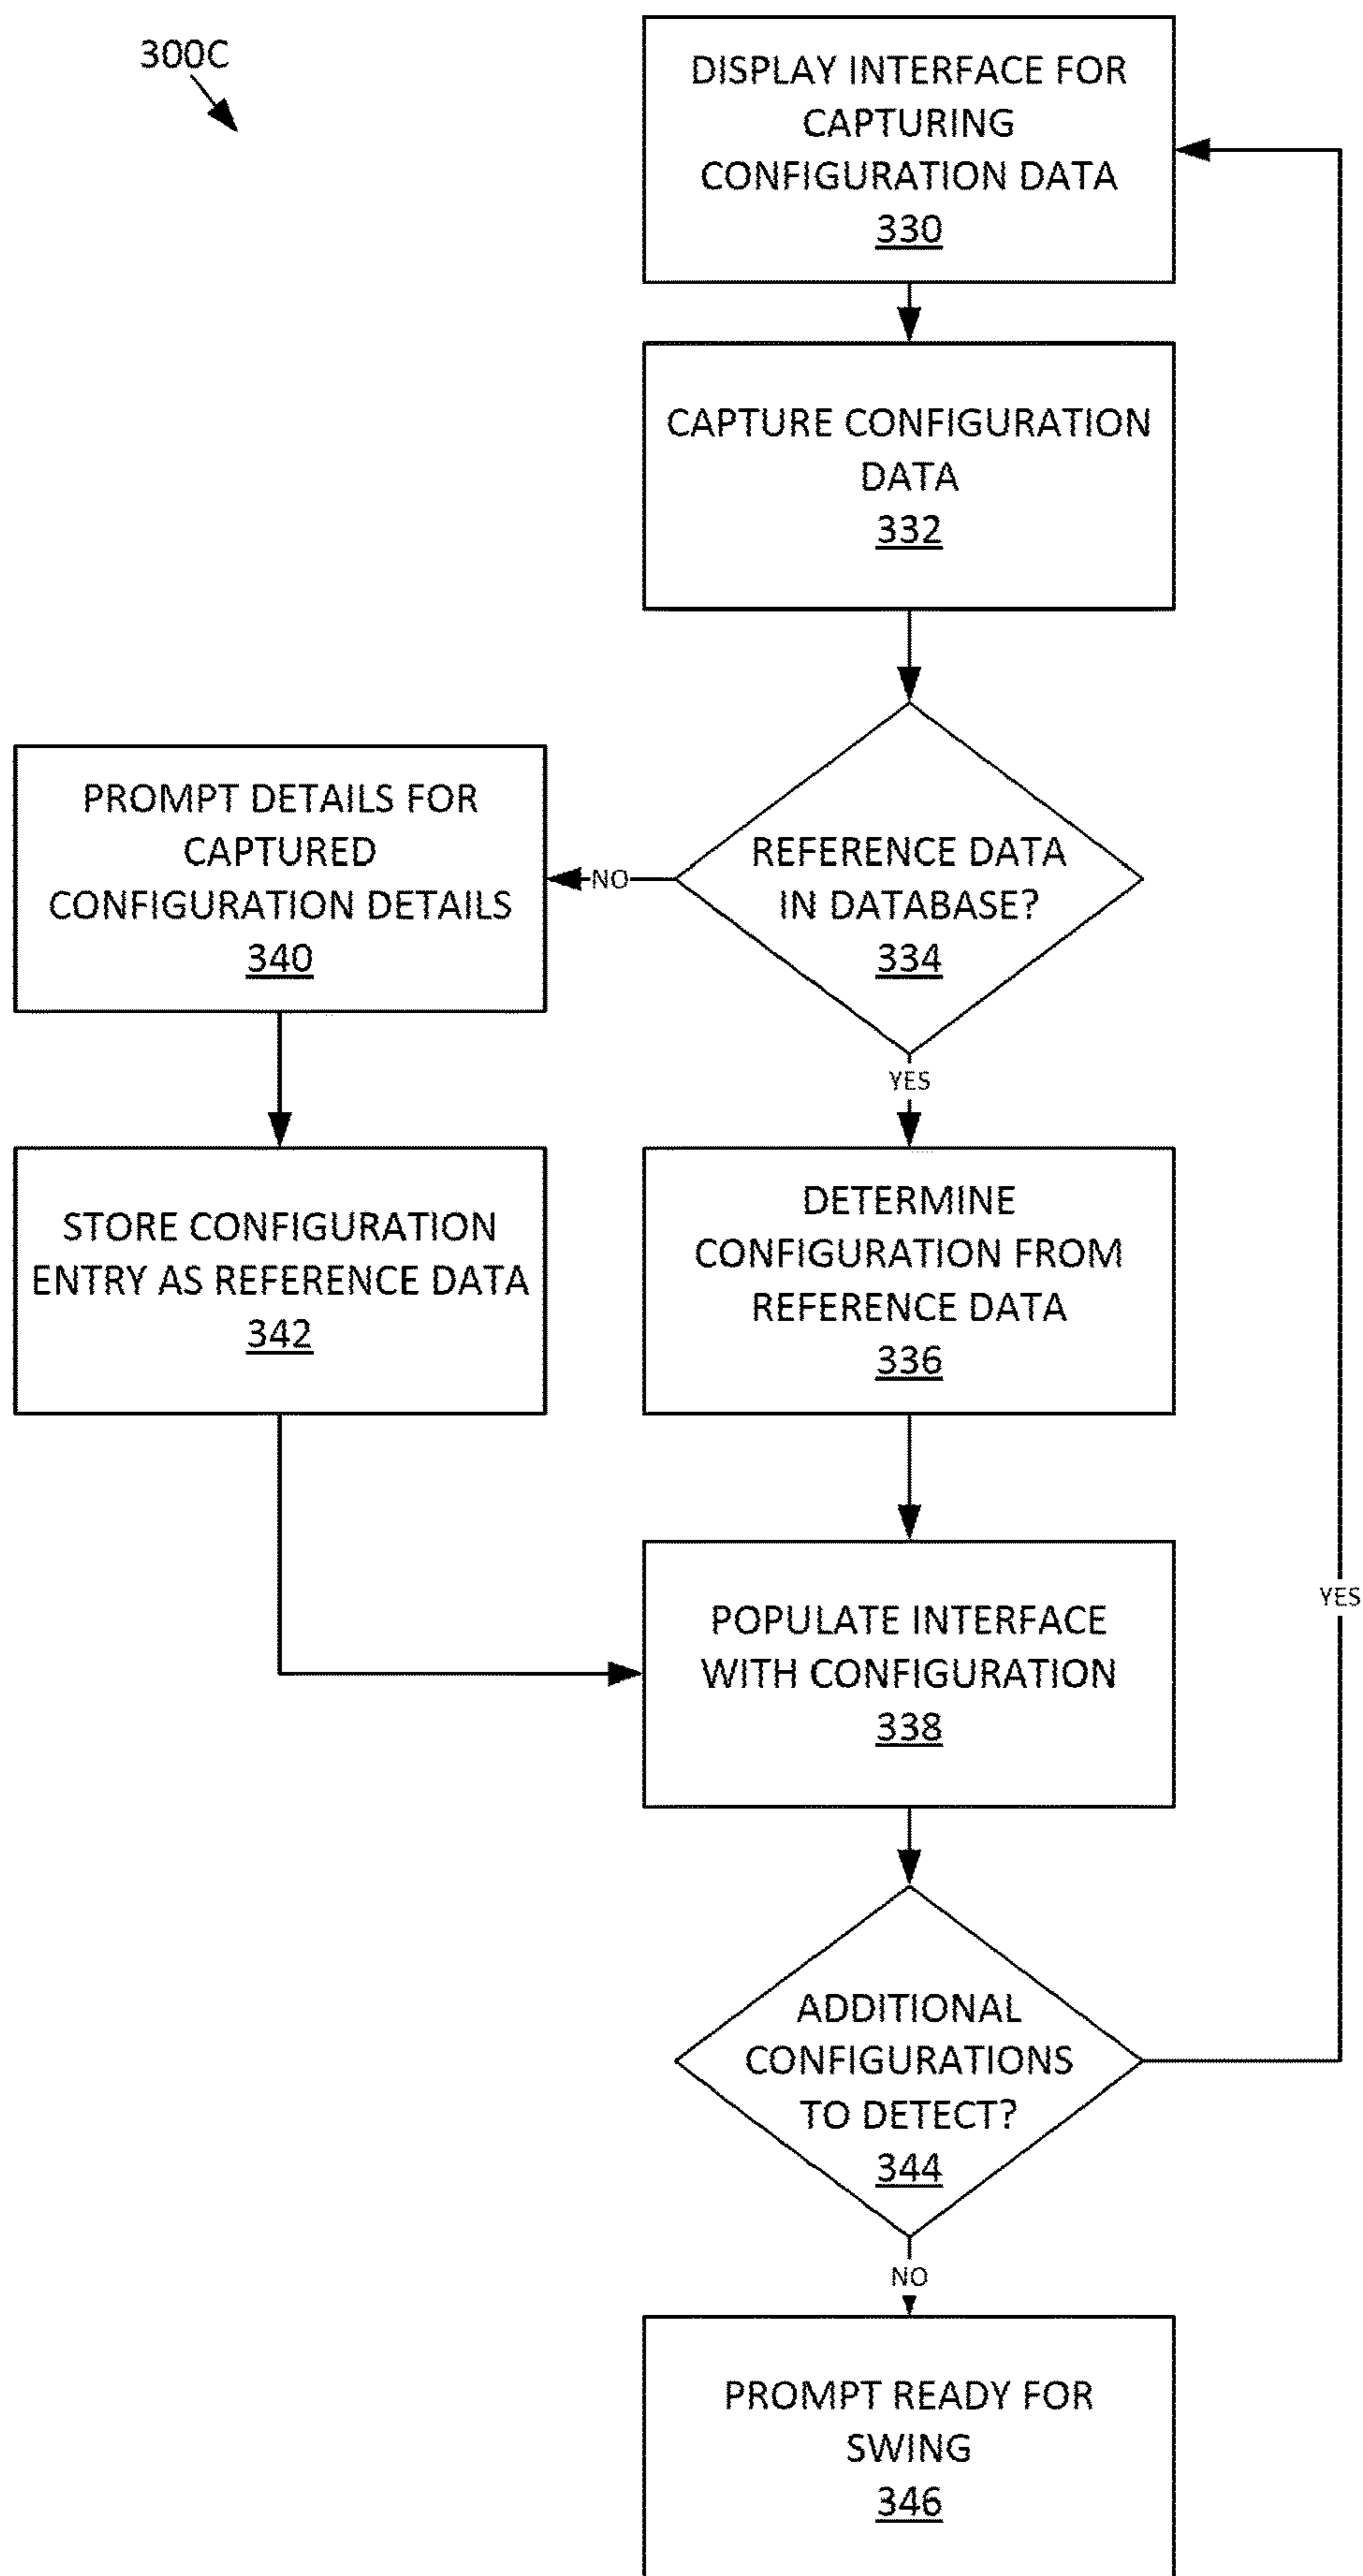 300C
DISPLAY INTERFACE FOR
CAPTURING
CONFIGURATION DATA
330
CAPTURE CONFIGURATION
DATA
332
REFERENCE DATA
IN DATABASE?
334
NO
PROMPT DETAILS FOR
CAPTURED
CONFIGURATION DETAILS
340
YES
STORE CONFIGURATION
ENTRY AS REFERENCE DATA
342
DETERMINE
CONFIGURATION FROM
REFERENCE DATA
336
POPULATE INTERFACE
WITH CONFIGURATION
338
YES
ADDITIONAL
CONFIGURATIONS
TO DETECT?
344
NO
PROMPT READY FOR
SWING
346